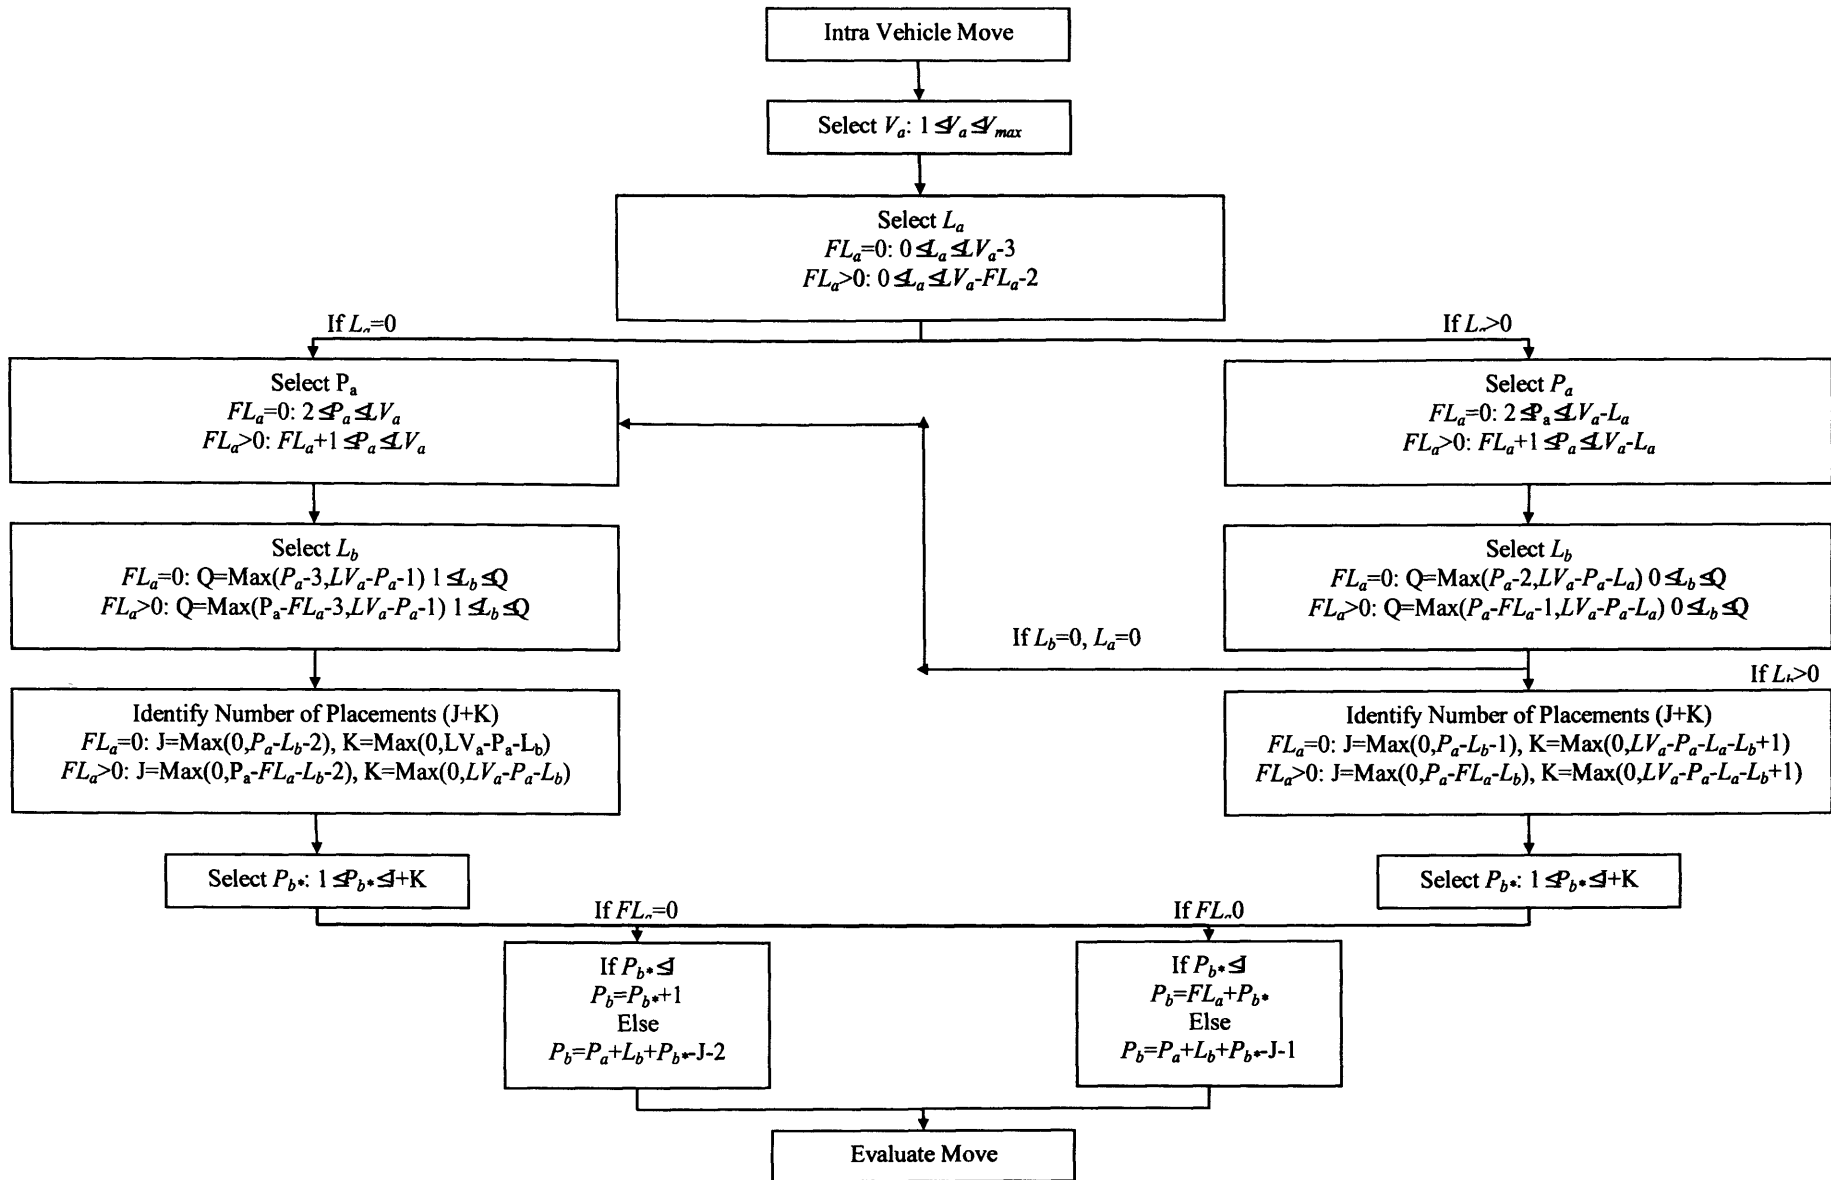 Intra Vehicle Move
Select Va: 1≤Va≤Vmax
Select La
FLa=0: 0≤La≤LVa-3
FLa>0: 0≤La≤LVa-FLa-2
If La=0
If La>0
Select Pa
FLa=0: 2≤Pa≤LVa
FLa>0: FLa+1≤Pa≤LVa
Select Pa
FLa=0: 2≤Pa≤LVa-La
FLa>0: FLa+1≤Pa≤LVa-La
Select Lb
FLa=0: Q=Max(Pa-3,LVa-Pa-1) 1≤Lb≤Q
FLa>0: Q=Max(Pa-FLa-3,LVa-Pa-1) 1≤Lb≤Q
Select Lb
FLa=0: Q=Max(Pa-2,LVa-Pa-La) 0≤Lb≤Q
FLa>0: Q=Max(Pa-FLa-1,LVa-Pa-La) 0≤Lb≤Q
If Lb=0, La=0
If Lb>0
Identify Number of Placements (J+K)
FLa=0: J=Max(0,Pa-Lb-2), K=Max(0,LVa-Pa-Lb)
FLa>0: J=Max(0,Pa-FLa-Lb-2), K=Max(0,LVa-Pa-Lb)
Identify Number of Placements (J+K)
FLa=0: J=Max(0,Pa-Lb-1), K=Max(0,LVa-Pa-La-Lb+1)
FLa>0: J=Max(0,Pa-FLa-Lb), K=Max(0,LVa-Pa-La-Lb+1)
Select Pb*: 1≤Pb*≤J+K
Select Pb*: 1≤Pb*≤J+K
If FLa=0
If FLa0
If Pb*≤J
Pb=Pb*+1
Else
Pb=Pa+Lb+Pb*-J-2
If Pb*≤J
Pb=FLa+Pb*
Else
Pb=Pa+Lb+Pb*-J-1
Evaluate Move